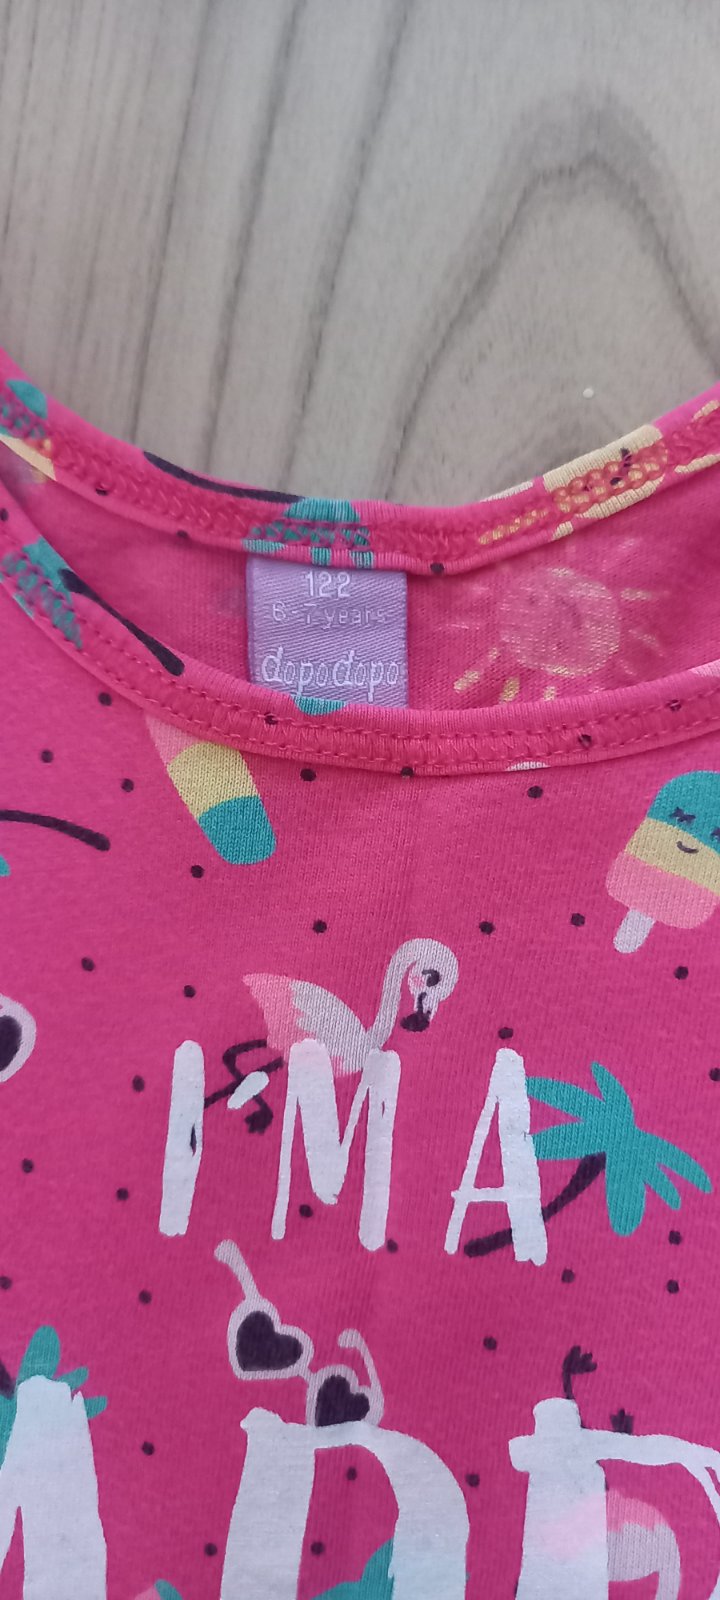 122
6-7 years
dopodopo
I'M A